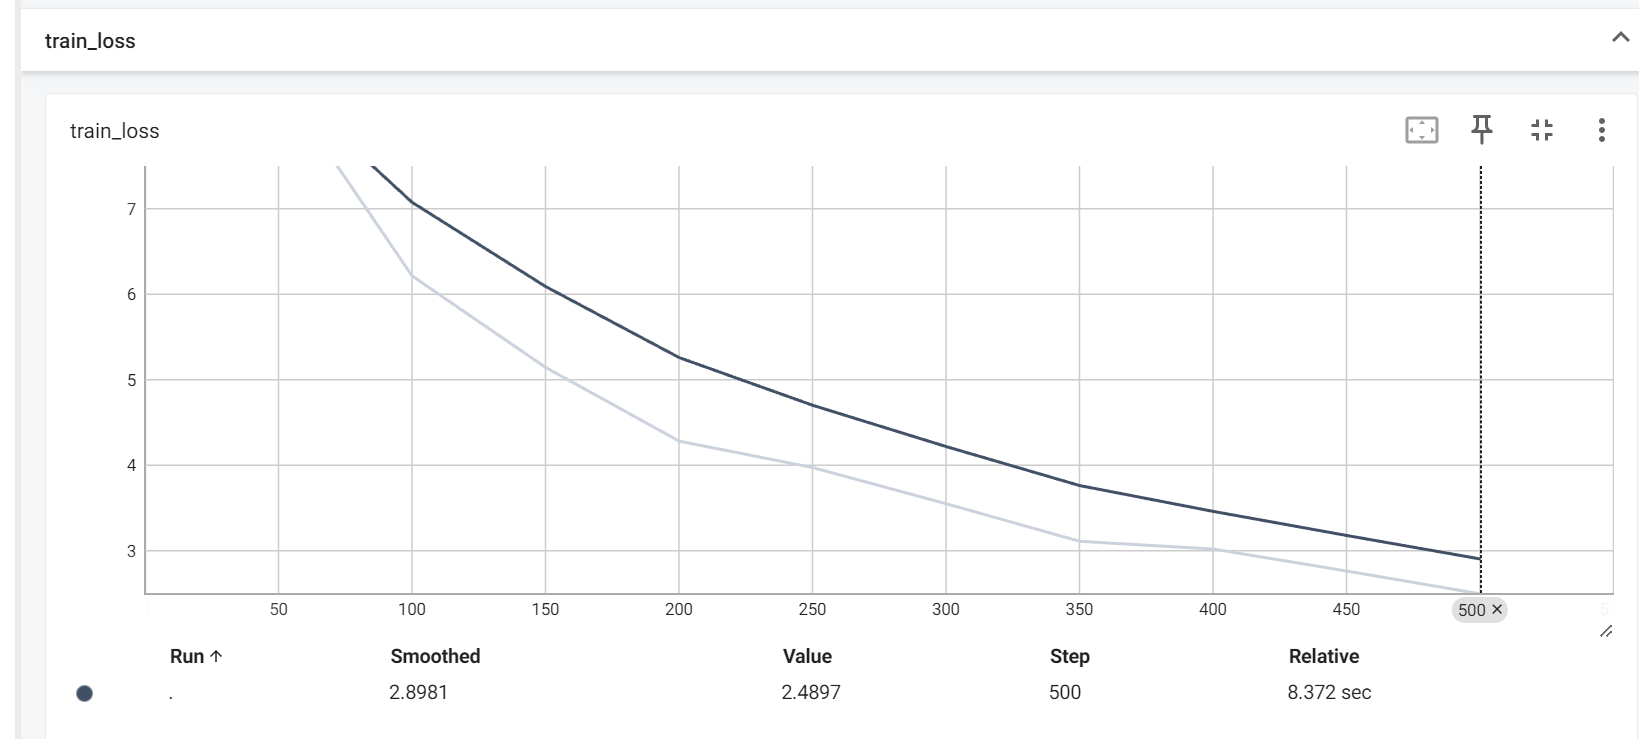 train_loss
train_loss
7
6
5
4
3
50 100 150 200 250 300 350 400 450 500 ×
Run ↑ Smoothed Value Step Relative
. 2.8981 2.4897 500 8.372 sec